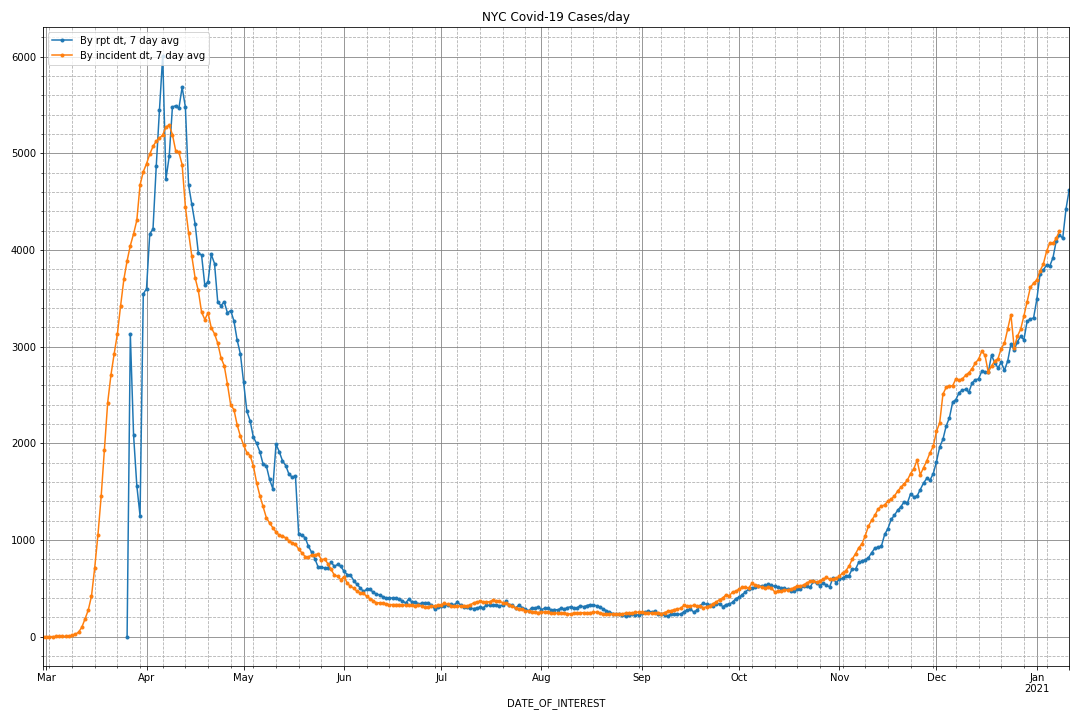 NYC Covid-19 Cases/day
By rpt dt, 7 day avg
By incident dt, 7 day avg
6000
5000
4000
3000
2000
1000
0
Mar Apr May Jun Jul Aug Sep Oct Nov Dec Jan
2021
DATE_OF_INTEREST